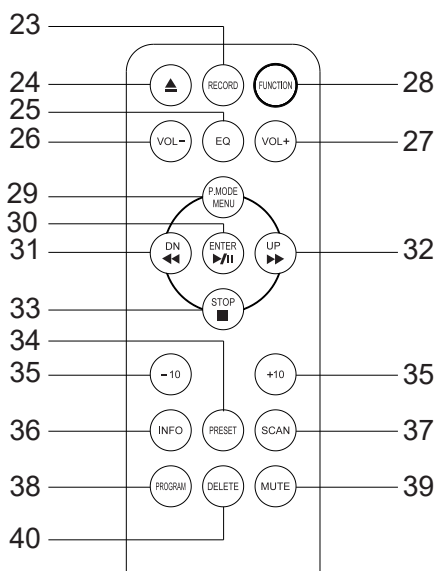 23
24
RECORD
FUNCTION
28
25
26
VOL-
EQ
VOL+
27
29
P.MODE
MENU
30
31
DN
ENTER
UP
32
33
STOP
34
35
-10
+10
35
36
INFO
PRESET
SCAN
37
38
PROGRAM
DELETE
MUTE
39
40